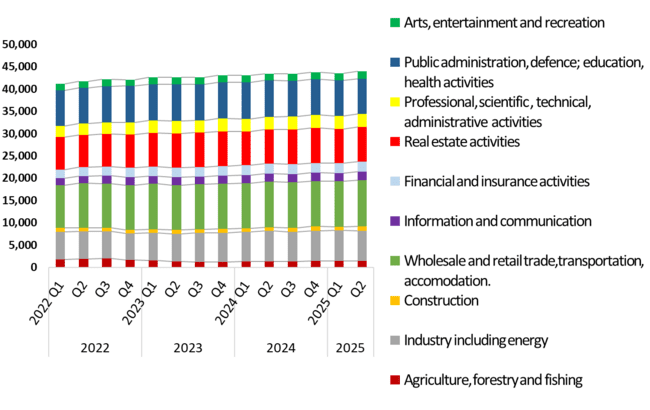 Arts, entertainment and recreation
Public administration, defence; education,
health activities
Professional, scientific, technical,
administrative activities
Real estate activities
Financial and insurance activities
Information and communication
Wholesale and retail trade,transportation,
accomodation.
Construction
Industry including energy
Agriculture, forestry and fishing
50,000
45,000
40,000
35,000
30,000
25,000
20,000
15,000
10,000
5,000
0
2022 Q1
Q2
Q3
Q4
2023 Q1
Q2
Q3
Q4
2024 Q1
Q2
Q3
Q4
2025 Q1
Q2
2022
2023
2024
2025